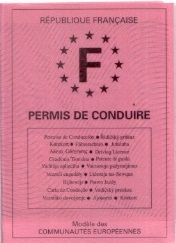 RÉPUBLIQUE FRANÇAISE
F
PERMIS DE CONDUIRE
Permiso de Conducción • Řidičský průkaz
Kørekort • Führerschein • Juhiluba
Driving Licence
Ceadúnas Tiomána • Patente di guida
Vadītāja apliecība • Vairuotojo pažymėjimas
Vezetői engedély • Liċenzja tas-Sewqan
Rijbewijs • Prawo Jazdy
Carta de Condução • Vodičský preukaz
Vozniško dovoljenje • Ajokortti • Körkort
Modèle des
COMMUNAUTÉS EUROPÉENNES